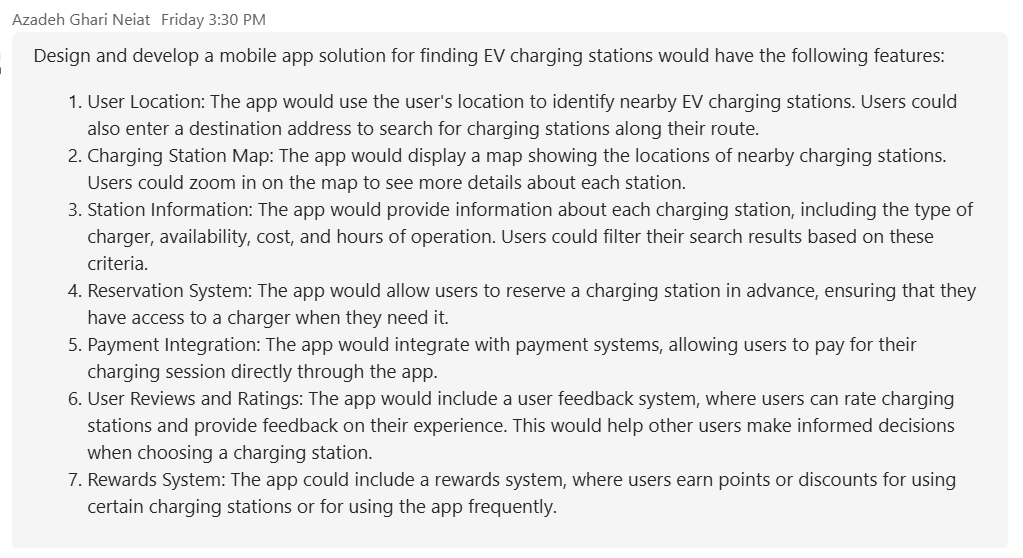 Azadeh Ghari Neiat Friday 3:30 PM
Design and develop a mobile app solution for finding EV charging stations would have the following features:
1. User Location: The app would use the user's location to identify nearby EV charging stations. Users could
also enter a destination address to search for charging stations along their route.
2. Charging Station Map: The app would display a map showing the locations of nearby charging stations.
Users could zoom in on the map to see more details about each station.
3. Station Information: The app would provide information about each charging station, including the type of
charger, availability, cost, and hours of operation. Users could filter their search results based on these
criteria.
4. Reservation System: The app would allow users to reserve a charging station in advance, ensuring that they
have access to a charger when they need it.
5. Payment Integration: The app would integrate with payment systems, allowing users to pay for their
charging session directly through the app.
6. User Reviews and Ratings: The app would include a user feedback system, where users can rate charging
stations and provide feedback on their experience. This would help other users make informed decisions
when choosing a charging station.
7. Rewards System: The app could include a rewards system, where users earn points or discounts for using
certain charging stations or for using the app frequently.